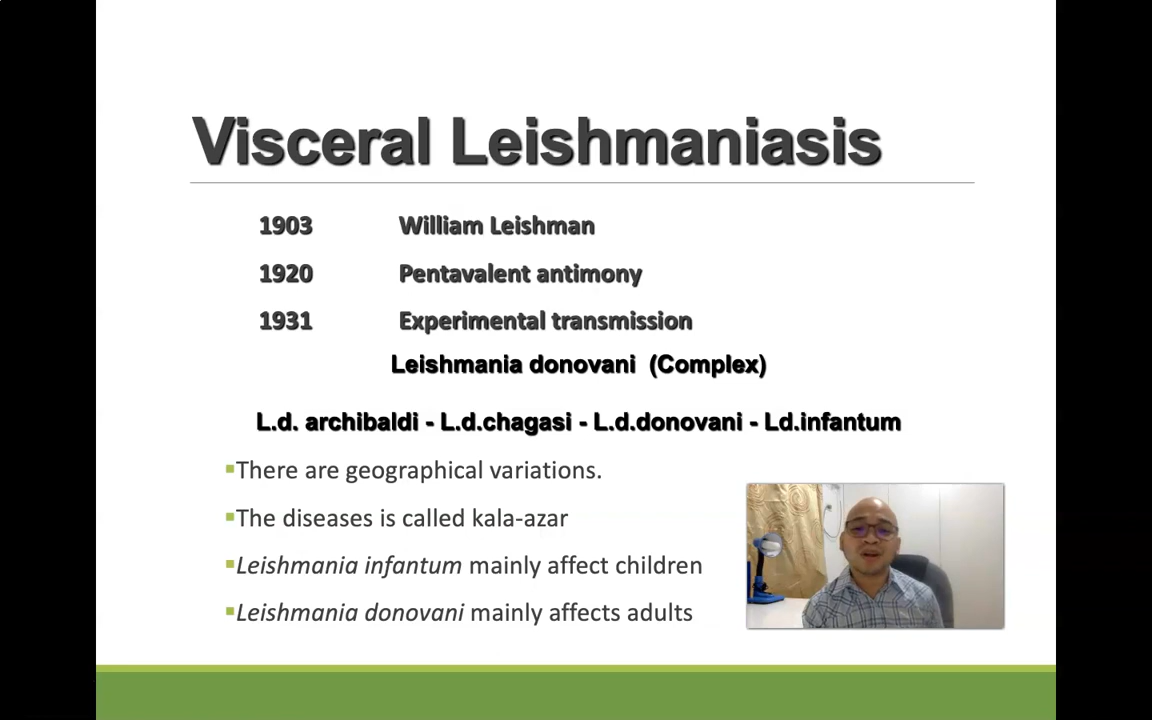 Visceral Leishmaniasis
1903 William Leishman
1920 Pentavalent antimony
1931 Experimental transmission
Leishmania donovani (Complex)
L.d. archibaldi - L.d.chagasi - L.d.donovani - Ld.infantum
▪There are geographical variations.
▪The diseases is called kala-azar
▪Leishmania infantum mainly affect children
▪Leishmania donovani mainly affects adults